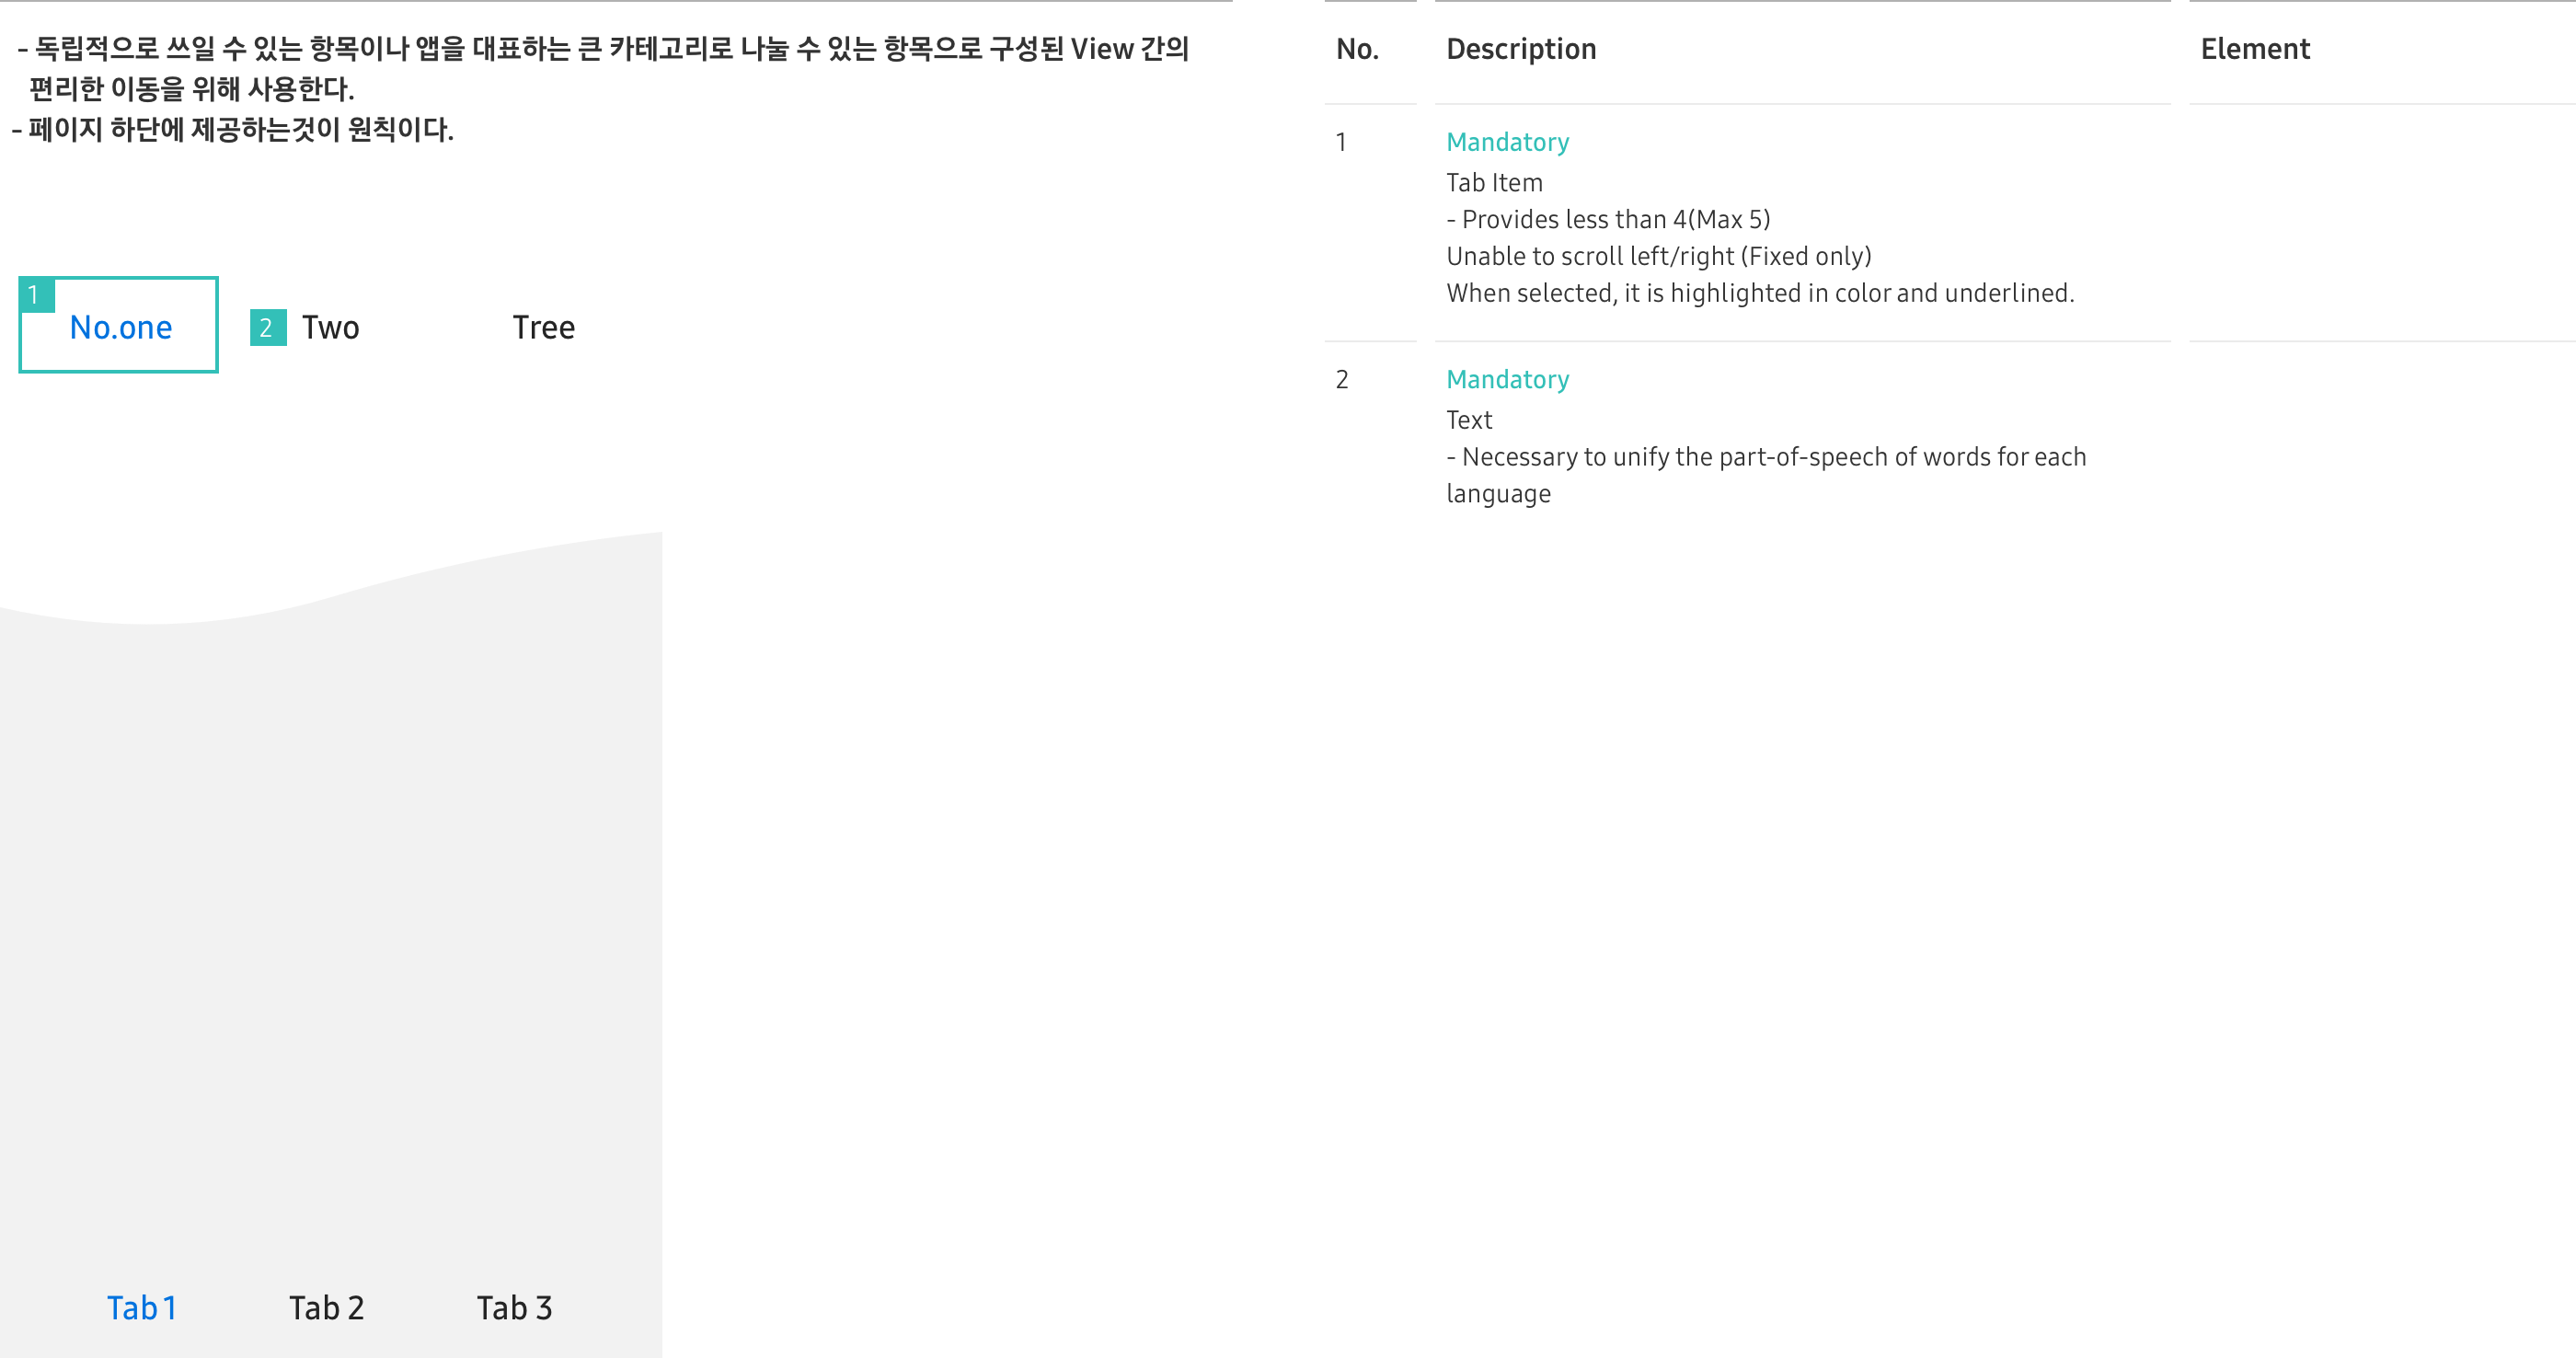 - 독립적으로 쓰일 수 있는 항목이나 앱을 대표하는 큰 카테고리로 나눌 수 있는 항목으로 구성된 View 간의
편리한 이동을 위해 사용한다.
- 페이지 하단에 제공하는것이 원칙이다.
1
No.one
2 Two
Tree
Tab 1
Tab 2
Tab 3
No.
Description
Element
1
Mandatory
Tab Item
- Provides less than 4(Max 5)
Unable to scroll left/right (Fixed only)
When selected, it is highlighted in color and underlined.
2
Mandatory
Text
- Necessary to unify the part-of-speech of words for each
language